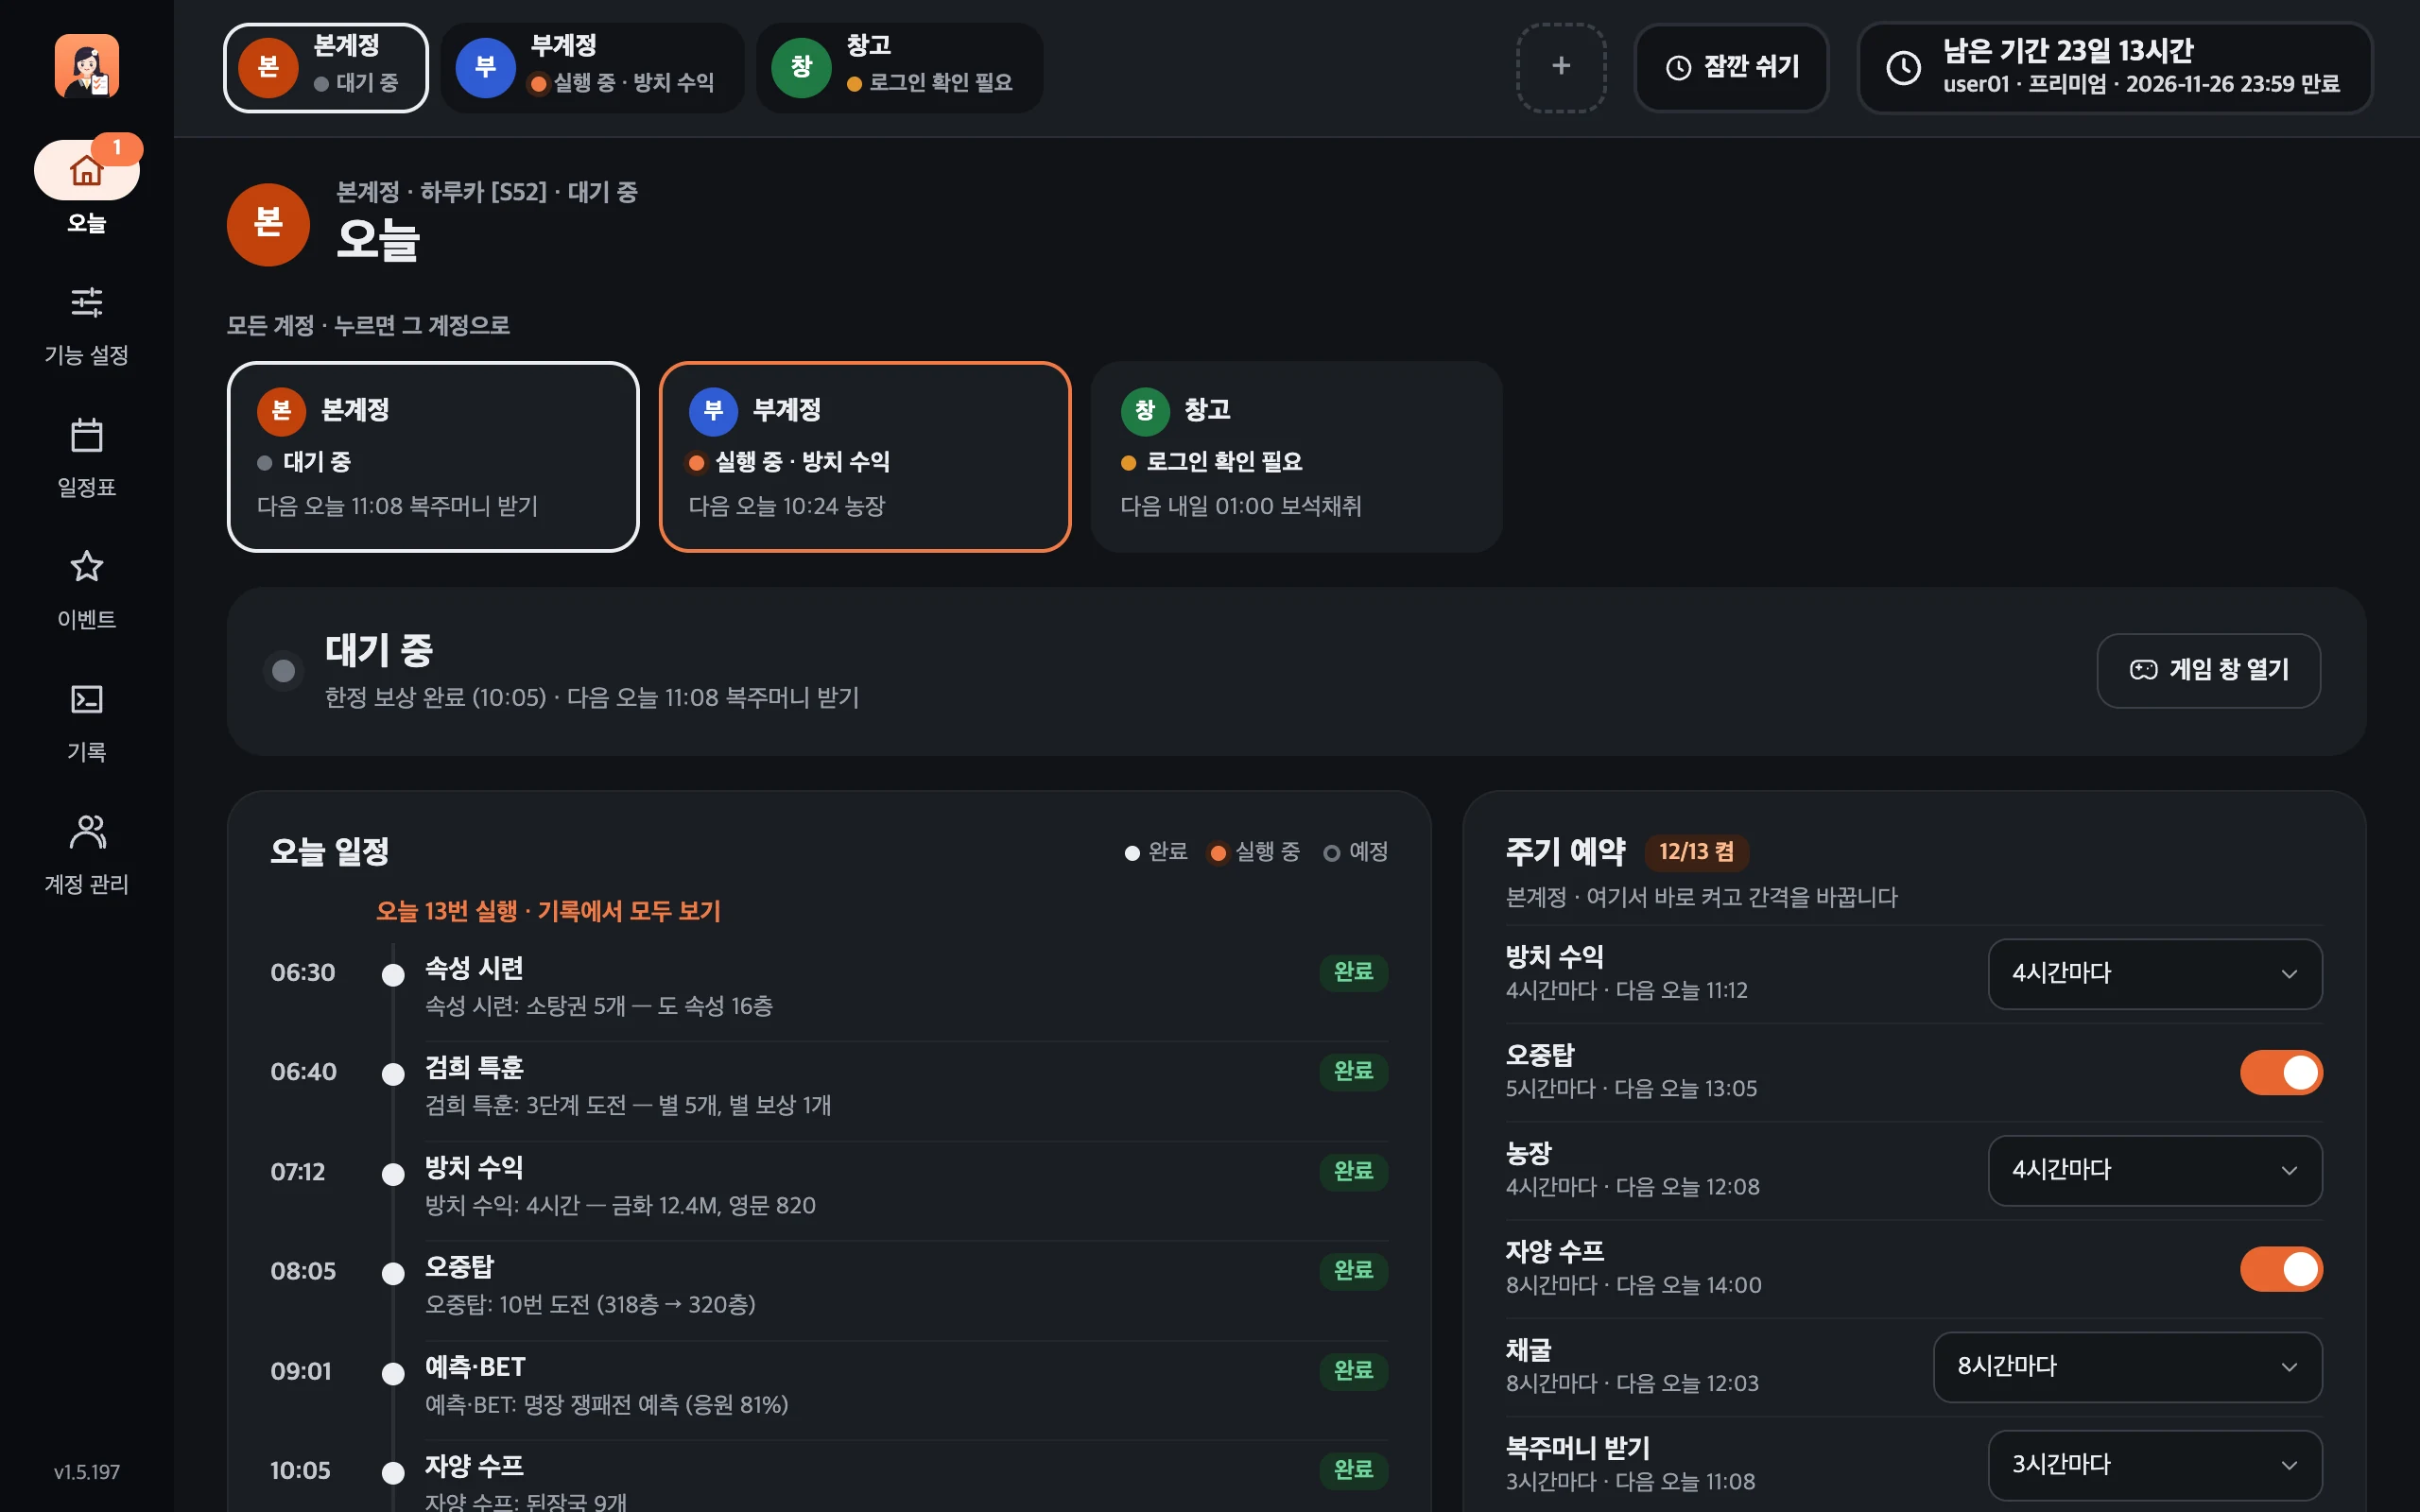 본
본계정
대기 중
부
부계정
실행 중 · 방치 수익
창
창고
로그인 확인 필요
+
잠깐 쉬기
남은 기간 23일 13시간
user01 · 프리미엄 · 2026-11-26 23:59 만료
1
오늘
기능 설정
일정표
이벤트
기록
계정 관리
v1.5.197
본
본계정 · 하루카 [S52] · 대기 중
오늘
모든 계정 · 누르면 그 계정으로
본
본계정
대기 중
다음 오늘 11:08 복주머니 받기
부
부계정
실행 중 · 방치 수익
다음 오늘 10:24 농장
창
창고
로그인 확인 필요
다음 내일 01:00 보석채취
대기 중
한정 보상 완료 (10:05) · 다음 오늘 11:08 복주머니 받기
게임 창 열기
오늘 일정
완료
실행 중
예정
오늘 13번 실행 · 기록에서 모두 보기
06:30
속성 시련
완료
속성 시련: 소탕권 5개 — 도 속성 16층
06:40
검희 특훈
완료
검희 특훈: 3단계 도전 — 별 5개, 별 보상 1개
07:12
방치 수익
완료
방치 수익: 4시간 — 금화 12.4M, 영문 820
08:05
오중탑
완료
오중탑: 10번 도전 (318층 → 320층)
09:01
예측·BET
완료
예측·BET: 명장 쟁패전 예측 (응원 81%)
10:05
자양 수프
완료
자양 수프: 된장국 9개
주기 예약
12/13 켬
본계정 · 여기서 바로 켜고 간격을 바꿉니다
방치 수익
4시간마다 · 다음 오늘 11:12
4시간마다
오중탑
5시간마다 · 다음 오늘 13:05
농장
4시간마다 · 다음 오늘 12:08
4시간마다
자양 수프
8시간마다 · 다음 오늘 14:00
채굴
8시간마다 · 다음 오늘 12:03
8시간마다
복주머니 받기
3시간마다 · 다음 오늘 11:08
3시간마다